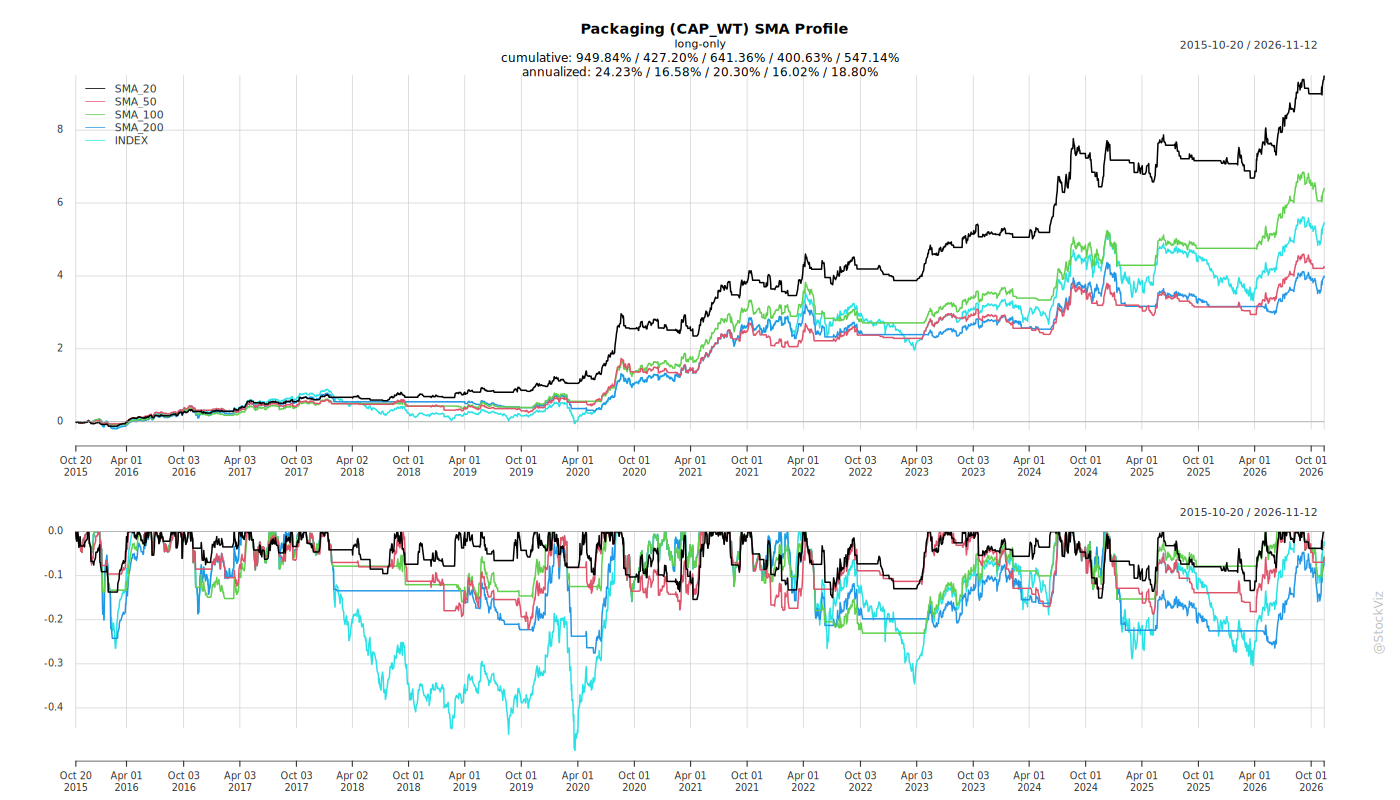 Packaging (CAP_WT) SMA Profile
long-only
cumulative: 949.84% / 427.20% / 641.36% / 400.63% / 547.14%
annualized: 24.23% / 16.58% / 20.30% / 16.02% / 18.80%
2015-10-20 / 2026-11-12
SMA_20
SMA_50
SMA_100
SMA_200
INDEX
8
6
4
2
0
Oct 20 Apr 01 Oct 03 Apr 03 Oct 03 Apr 02 Oct 01 Apr 01 Oct 01 Apr 01 Oct 01 Apr 01 Oct 01 Apr 01 Oct 03 Apr 03 Oct 03 Apr 01 Oct 01 Apr 01 Oct 01 Apr 01 Oct 01
2015 2016 2016 2017 2017 2018 2018 2019 2019 2020 2020 2021 2021 2022 2022 2023 2023 2024 2024 2025 2025 2026 2026
2015-10-20 / 2026-11-12
0.0
-0.1
-0.2
-0.3
-0.4
Oct 20 Apr 01 Oct 03 Apr 03 Oct 03 Apr 02 Oct 01 Apr 01 Oct 01 Apr 01 Oct 01 Apr 01 Oct 01 Apr 01 Oct 03 Apr 03 Oct 03 Apr 01 Oct 01 Apr 01 Oct 01 Apr 01 Oct 01
2015 2016 2016 2017 2017 2018 2018 2019 2019 2020 2020 2021 2021 2022 2022 2023 2023 2024 2024 2025 2025 2026 2026
@StockViz